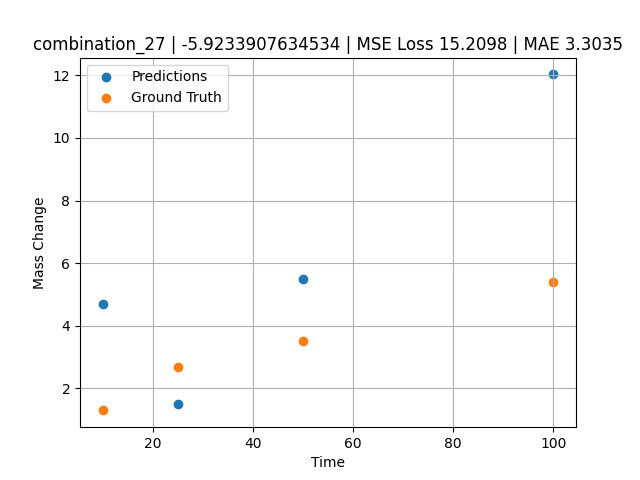 combination_27 | -5.9233907634534 | MSE Loss 15.2098 | MAE 3.3035
Predictions
Ground Truth
12
10
8
6
4
2
Mass Change
20
40
60
80
100
Time